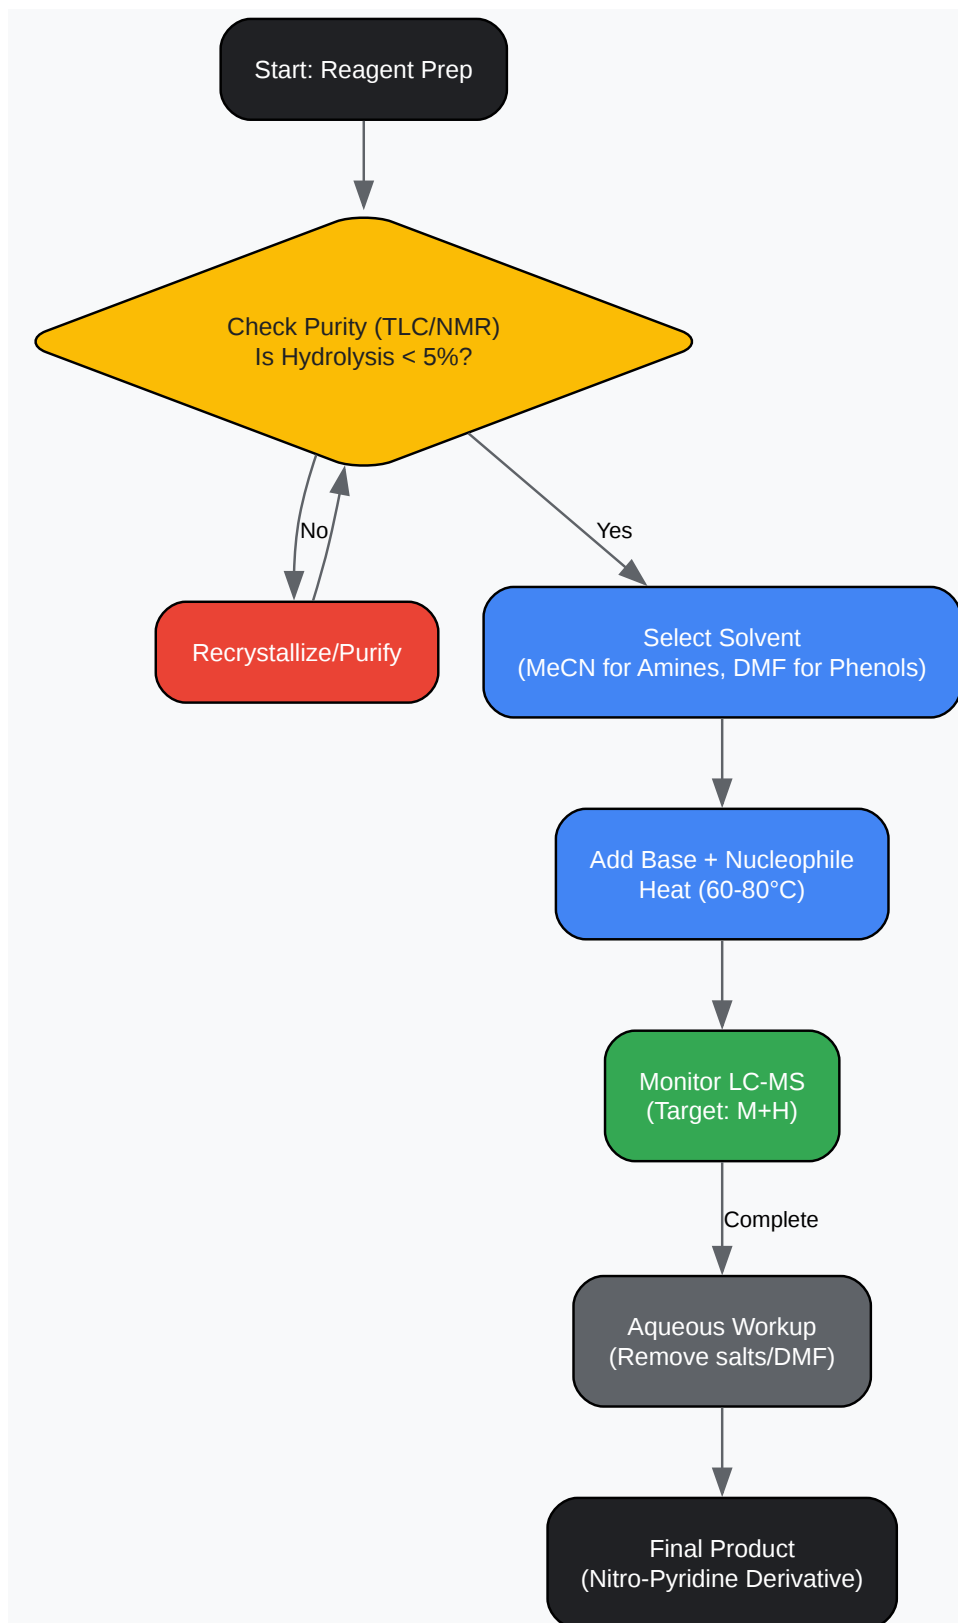 Start: Reagent Prep
Check Purity (TLC/NMR)
Is Hydrolysis < 5%?
No
Yes
Recrystallize/Purify
Select Solvent
(MeCN for Amines, DMF for Phenols)
Add Base + Nucleophile
Heat (60-80°C)
Monitor LC-MS
(Target: M+H)
Complete
Aqueous Workup
(Remove salts/DMF)
Final Product
(Nitro-Pyridine Derivative)